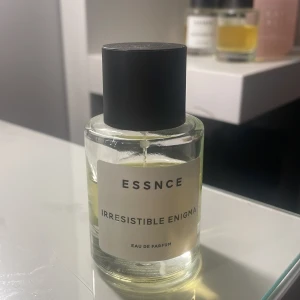 ESSNCE
IRRESISTIBLE ENIGMA
EAU DE PARFUM